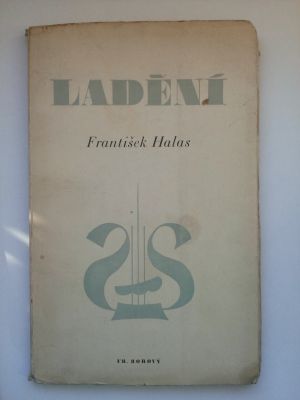 LADĚNÍ
František Halas
FR. BOROVÝ